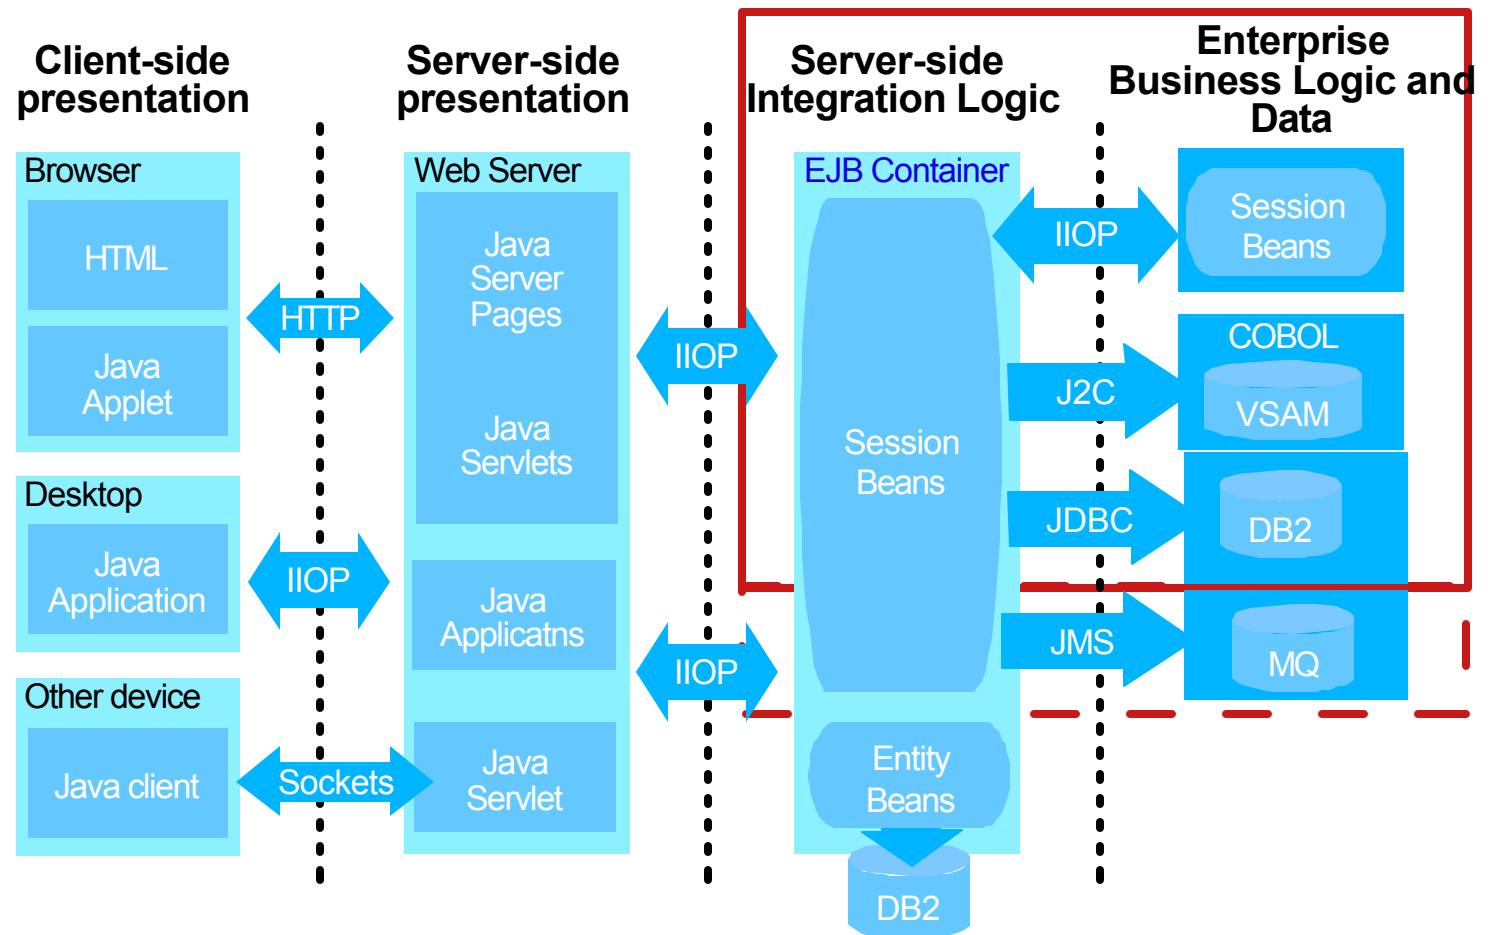 Client-side
presentation
Server-side
presentation
Server-side
Integration Logic
Enterprise
Business Logic and
Data
Browser
HTML
Java
Applet
Desktop
Java
Application
Other device
Java client
HTTP
IIOP
Sockets
Web Server
Java
Server
Pages
Java
Servlets
Java
Applicatns
Java
Servlet
IIOP
IIOP
EJB Container
Session
Beans
Entity
Beans
DB2
IIOP
J2C
JDBC
JMS
Session
Beans
COBOL
VSAM
DB2
MQ